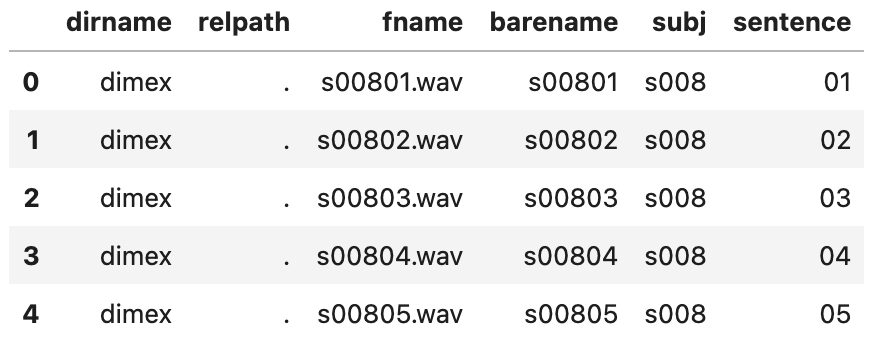 dirname relpath fname barename subj sentence
0 dimex . s00801.wav s00801 s008 01
1 dimex . s00802.wav s00802 s008 02
2 dimex . s00803.wav s00803 s008 03
3 dimex . s00804.wav s00804 s008 04
4 dimex . s00805.wav s00805 s008 05